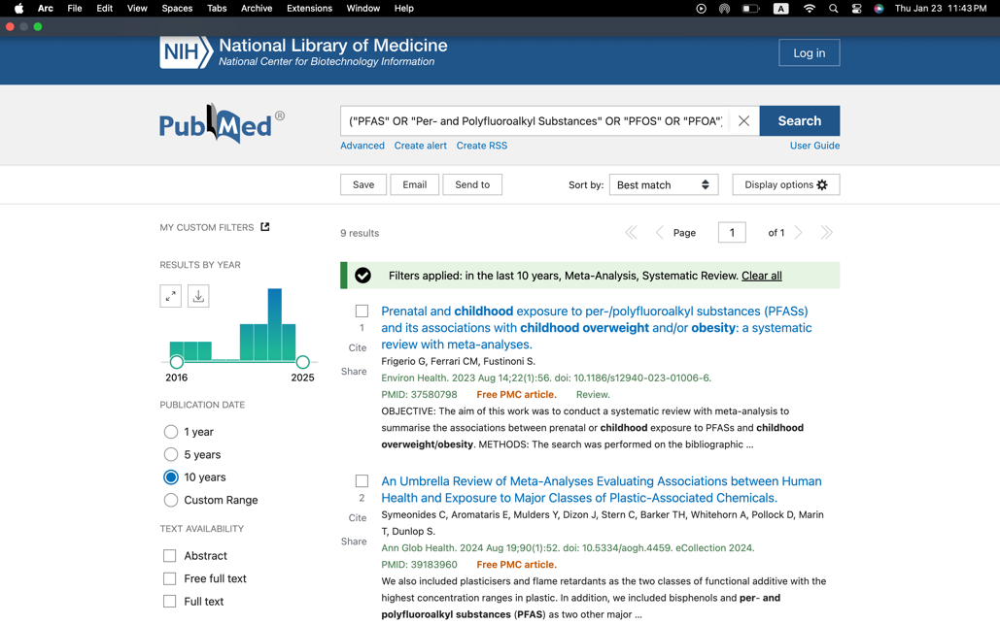 Arc File Edit View Spaces Tabs Archive Extensions Window Help A Thu Jan 23 11:43 PM
NIH National Library of Medicine
National Center for Biotechnology Information
Log in
PubMed®
("PFAS" OR "Per- and Polyfluoroalkyl Substances" OR "PFOS" OR "PFOA")
Search
Advanced Create alert Create RSS User Guide
Save Email Send to Sort by: Best match Display options
MY CUSTOM FILTERS
9 results Page 1 of 1
RESULTS BY YEAR
Filters applied: in the last 10 years, Meta-Analysis, Systematic Review. Clear all
2016 2025
PUBLICATION DATE
1 year
5 years
10 years
Custom Range
TEXT AVAILABILITY
Abstract
Free full text
Full text
1
Cite
Share
Prenatal and childhood exposure to per-/polyfluoroalkyl substances (PFASs)
and its associations with childhood overweight and/or obesity: a systematic
review with meta-analyses.
Frigerio G, Ferrari CM, Fustinoni S.
Environ Health. 2023 Aug 14;22(1):56. doi: 10.1186/s12940-023-01006-6.
PMID: 37580798 Free PMC article. Review.
OBJECTIVE: The aim of this work was to conduct a systematic review with meta-analysis to
summarise the associations between prenatal or childhood exposure to PFASs and childhood
overweight/obesity. METHODS: The search was performed on the bibliographic ...
2
Cite
Share
An Umbrella Review of Meta-Analyses Evaluating Associations between Human
Health and Exposure to Major Classes of Plastic-Associated Chemicals.
Symeonides C, Aromataris E, Mulders Y, Dizon J, Stern C, Barker TH, Whitehorn A, Pollock D, Marin
T, Dunlop S.
Ann Glob Health. 2024 Aug 19;90(1):52. doi: 10.5334/aogh.4459. eCollection 2024.
PMID: 39183960 Free PMC article.
We also included plasticisers and flame retardants as the two classes of functional additive with the
highest concentration ranges in plastic. In addition, we included bisphenols and per- and
polyfluoroalkyl substances (PFAS) as two other major ...